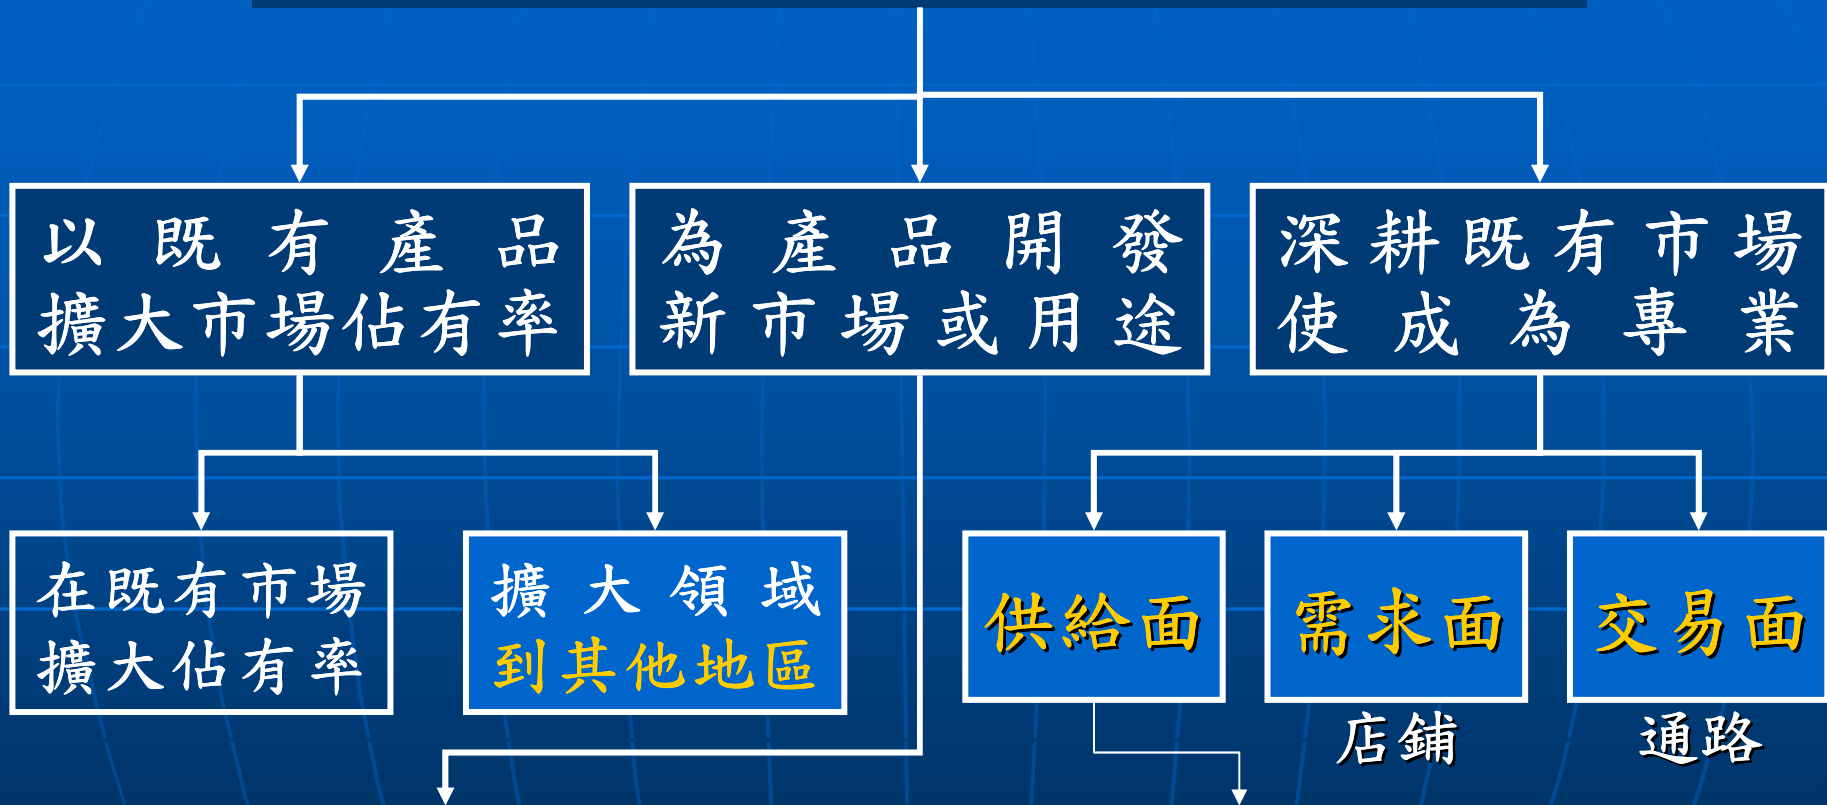 以既有產品
擴大市場佔有率
為產品開發
新市場或用途
深耕既有市場
使成為專業
在既有市場
擴大佔有率
擴大領域
到其他地區
供給面
需求面
交易面
店鋪
通路